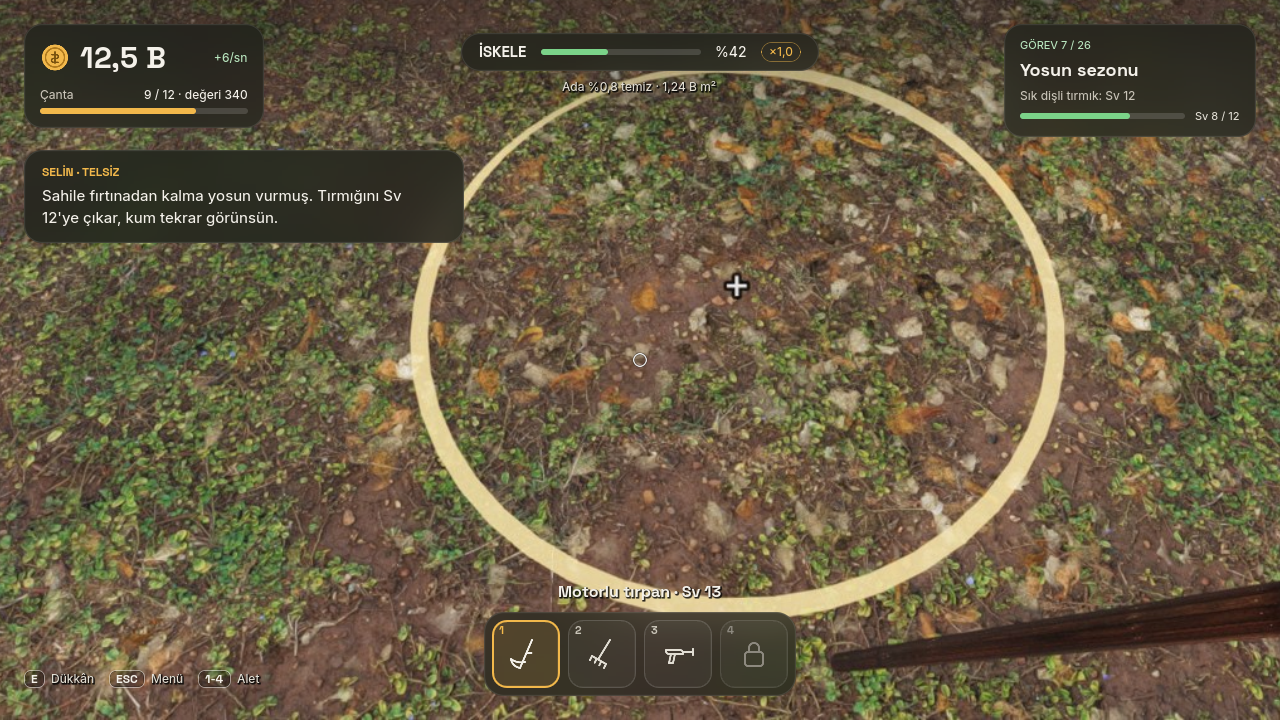 12,5 B
+6/sn
Çanta
9 / 12 · değeri 340
SELİN · TELSİZ
Sahile fırtınadan kalma yosun vurmuş. Tırmığını Sv
12'ye çıkar, kum tekrar görünsün.
İSKELE
%42
×1,0
Ada %0,8 temiz · 1,24 B m²
GÖREV 7 / 26
Yosun sezonu
Sık dişli tırmık: Sv 12
Sv 8 / 12
Motorlu tırpan · Sv 13
1
2
3
4
E Dükkân ESC Menü 1-4 Alet